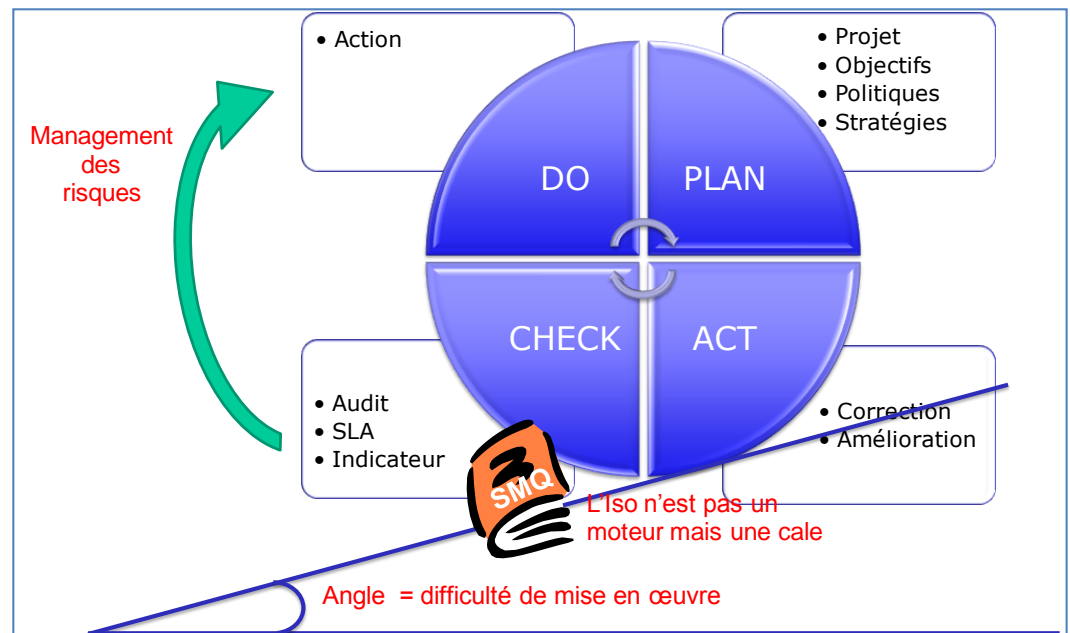 • Action
• Projet
• Objectifs
• Politiques
• Stratégies
Management
des
risques
DO
PLAN
CHECK
ACT
• Audit
• SLA
• Indicateur
• Correction
• Amélioration
SMQ
L'Iso n'est pas un
moteur mais une cale
Angle = difficulté de mise en œuvre